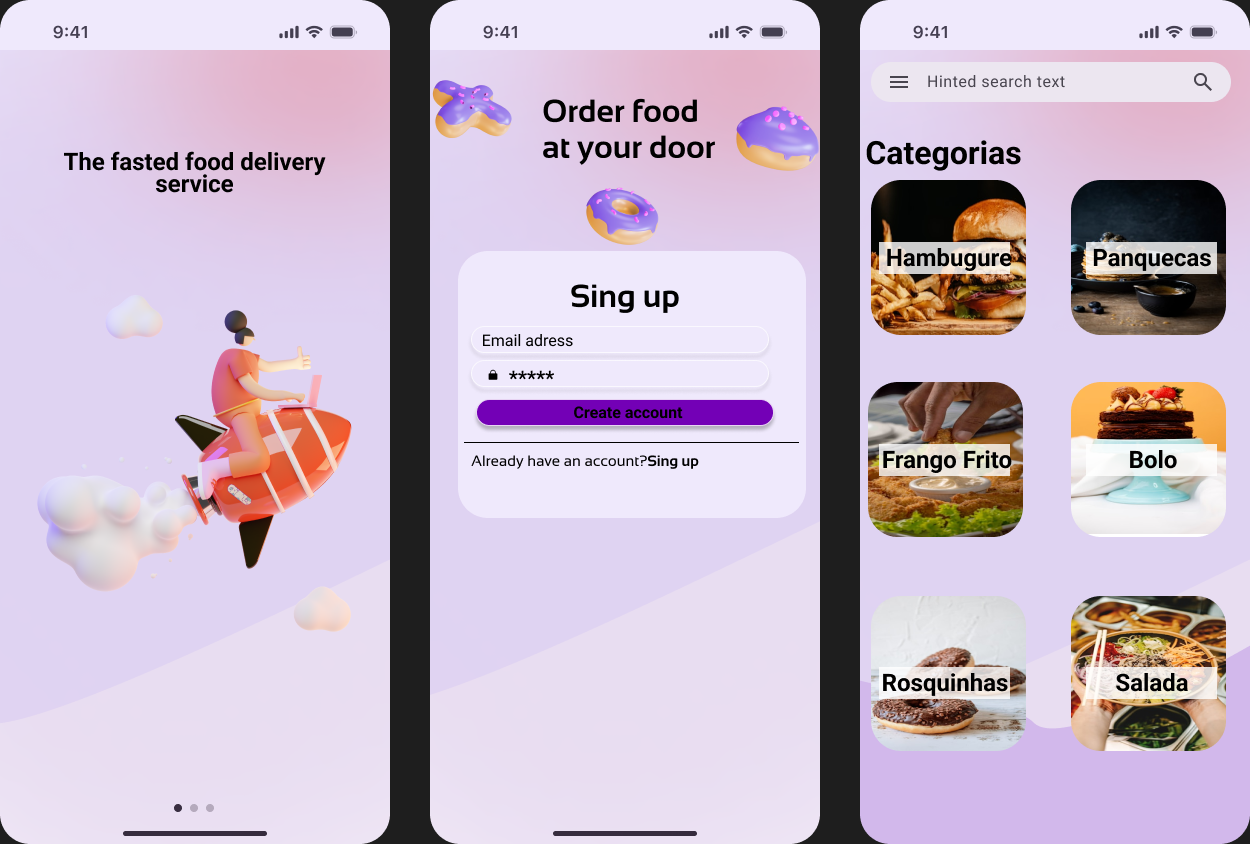 9:41
The fasted food delivery
service
9:41
Order food
at your door
Sing up
Email adress
*****
Create account
Already have an account?Sing up
9:41
Hinted search text
Categorias
Hambugure
Panquecas
Frango Frito
Bolo
Rosquinhas
Salada